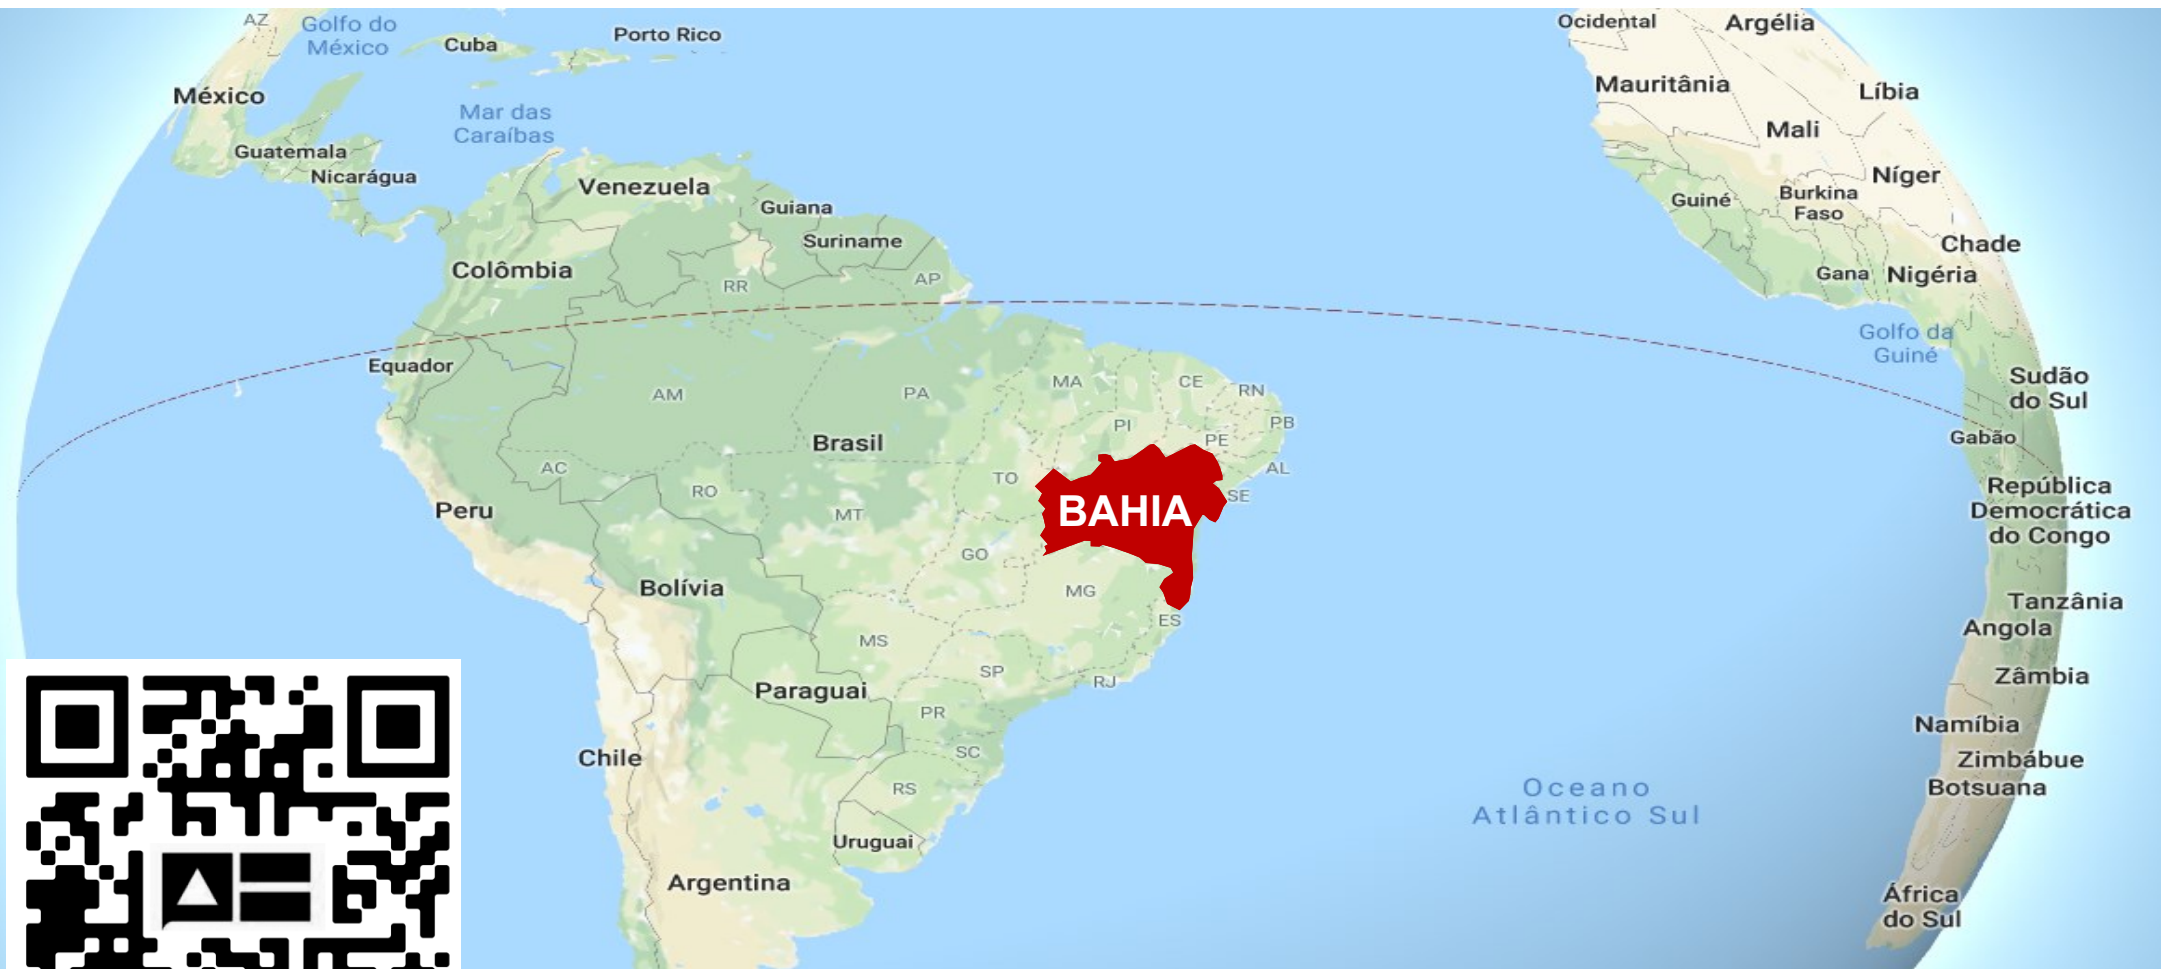 AZ
Golfo do
México
Cuba
Porto Rico
Ocidental
Argélia
México
Mar das
Caraíbas
Mauritânia
Líbia
Mali
Guatemala
Nicarágua
Venezuela
Guiana
Suriname
Guiné
Burkina
Faso
Níger
Chade
Colômbia
RR
AP
Gana
Nigéria
Golfo da
Guiné
Equador
AM
PA
MA
CE
RN
PB
PI
PE
AL
SE
Sudão
do Sul
Gabão
Brasil
AC
RO
TO
MT
BAHIA
Peru
República
Democrática
do Congo
GO
Bolívia
MG
ES
Tanzânia
Angola
MS
SP
RJ
Zâmbia
Paraguai
PR
SC
Namíbia
Zimbábue
Botsuana
Chile
RS
Oceano
Atlântico Sul
Uruguai
Argentina
África
do Sul